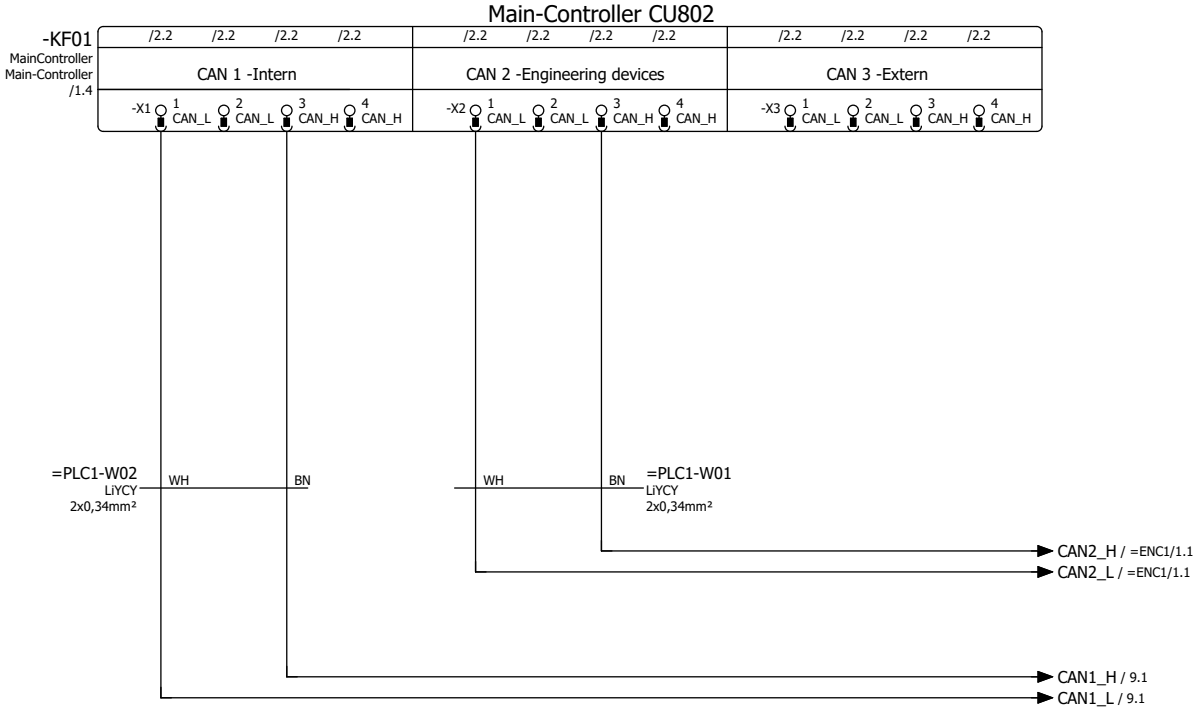 Main-Controller CU802
-KF01
MainController
Main-Controller
/1.4
/2.2 /2.2 /2.2 /2.2 /2.2 /2.2 /2.2 /2.2 /2.2 /2.2 /2.2 /2.2
CAN 1 -Intern CAN 2 -Engineering devices CAN 3 -Extern
-X1 1 CAN_L 2 CAN_L 3 CAN_H 4 CAN_H
-X2 1 CAN_L 2 CAN_L 3 CAN_H 4 CAN_H
-X3 1 CAN_L 2 CAN_L 3 CAN_H 4 CAN_H
=PLC1-W02
LiYCY
2x0,34mm²
WH BN
WH BN
=PLC1-W01
LiYCY
2x0,34mm²
CAN2_H / =ENC1/1.1
CAN2_L / =ENC1/1.1
CAN1_H / 9.1
CAN1_L / 9.1